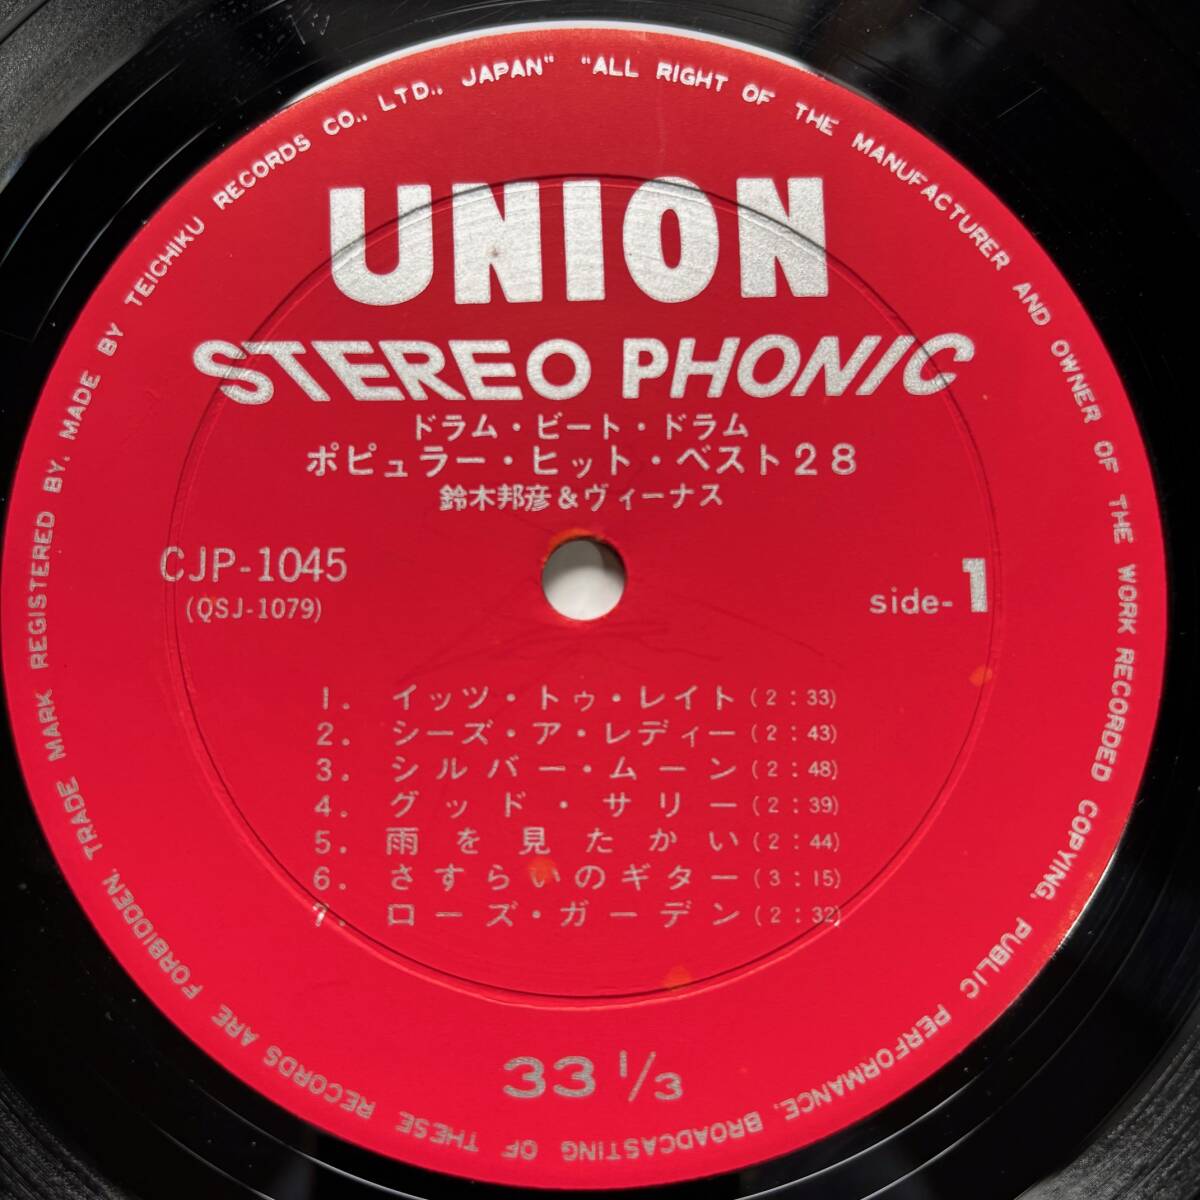 TRADE MARK REGISTERED BY. MADE BY TEICHIKU RECORDS CO., LTD., JAPAN" "ALL RIGHT OF THE MANUFACTURER AND OWNER OF THE WORK RECORDED COPYING. PUBLIC PERFORMANCE. BROADCASTING OF THESE RECORDS ARE FORBIDDEN.
UNION
STEREO PHONIC
ドラム・ビート・ドラム
ポピュラー・ヒット・ベスト28
鈴木邦彦&ヴィーナス
CJP-1045
(QSJ-1079)
side-1
1. イッツ・トゥ・レイト(2:33)
2. シーズ・ア・レディー(2:43)
3. シルバー・ムーン(2:48)
4. グッド・サリー(2:39)
5. 雨を見たかい(2:44)
6. さすらいのギター(3:15)
7. ローズ・ガーデン(2:32)
33 1/3